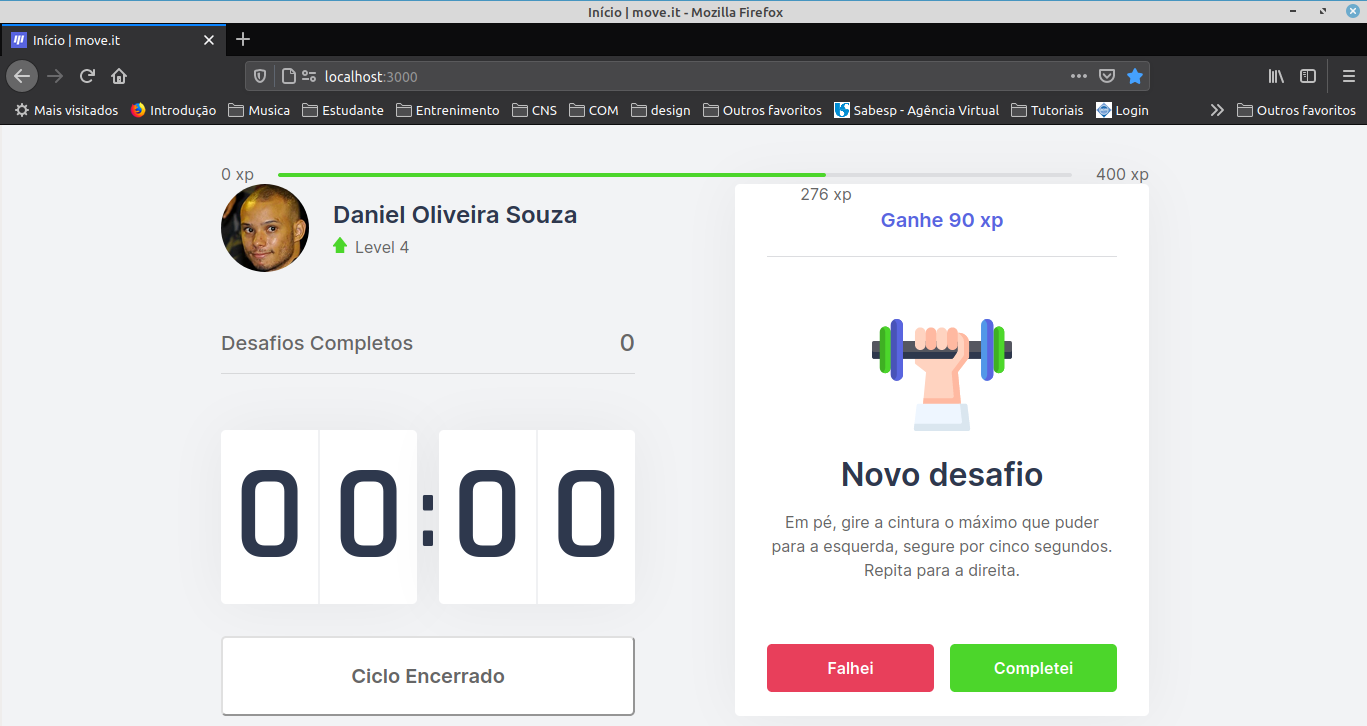 Início | move.it - Mozilla Firefox
Início | move.it
localhost:3000
Mais visitados Introdução Musica Estudante Entrenimento CNS COM design Outros favoritos Sabesp - Agência Virtual Tutoriais Login Outros favoritos
0 xp 400 xp
276 xp
Daniel Oliveira Souza
Level 4
Desafios Completos 0
00:00
Ciclo Encerrado
Ganhe 90 xp
Novo desafio
Em pé, gire a cintura o máximo que puder
para a esquerda, segure por cinco segundos.
Repita para a direita.
Falhei Completei